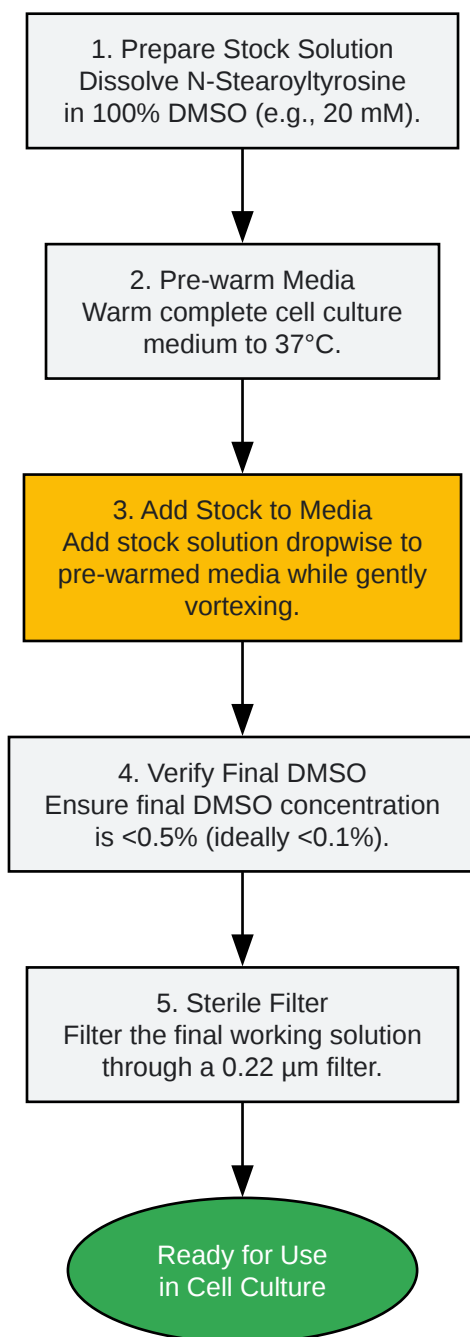 1. Prepare Stock Solution
Dissolve N-Stearoyltyrosine
in 100% DMSO (e.g., 20 mM).
2. Pre-warm Media
Warm complete cell culture
medium to 37°C.
3. Add Stock to Media
Add stock solution dropwise to
pre-warmed media while gently
vortexing.
4. Verify Final DMSO
Ensure final DMSO concentration
is <0.5% (ideally <0.1%).
5. Sterile Filter
Filter the final working solution
through a 0.22 µm filter.
Ready for Use
in Cell Culture